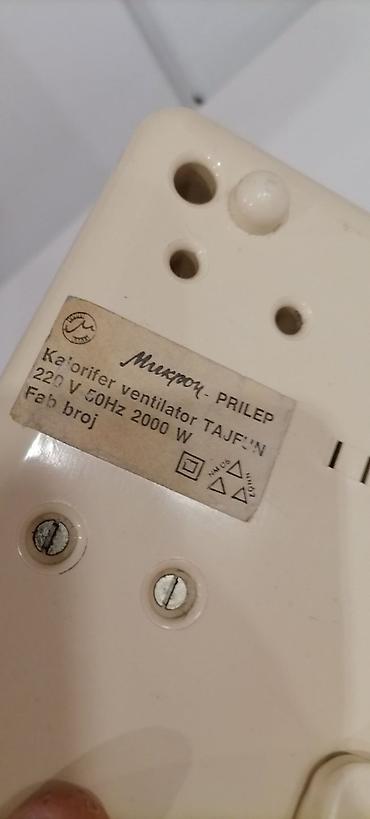 Микрон - PRILEP
Kalorifer ventilator TAJFUN
220 V 50Hz 2000 W
Fab broj